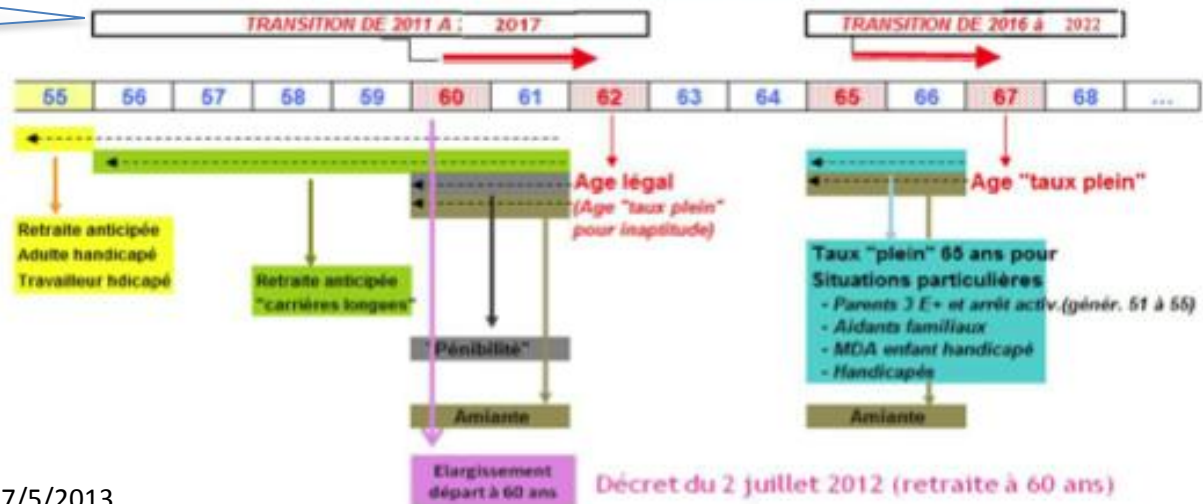 TRANSITION DE 2011 A 2017
TRANSITION DE 2016 à 2022
55 56 57 58 59 60 61 62 63 64 65 66 67 68 ...
Age légal
(Age "taux plein"
pour inaptitude)
Age "taux plein"
Retraite anticipée
Adulte handicapé
Travailleur hdicapé
Retraite anticipée
"carrières longues"
"Pénibilité"
Amiante
Taux "plein" 65 ans pour
Situations particulières
- Parents 3 E+ et arrêt activ.(génér. 51 à 55)
- Aidants familiaux
- MDA enfant handicapé
- Handicapés
Amiante
Elargissement
départ à 60 ans
Décret du 2 juillet 2012 (retraite à 60 ans)
7/5/2013